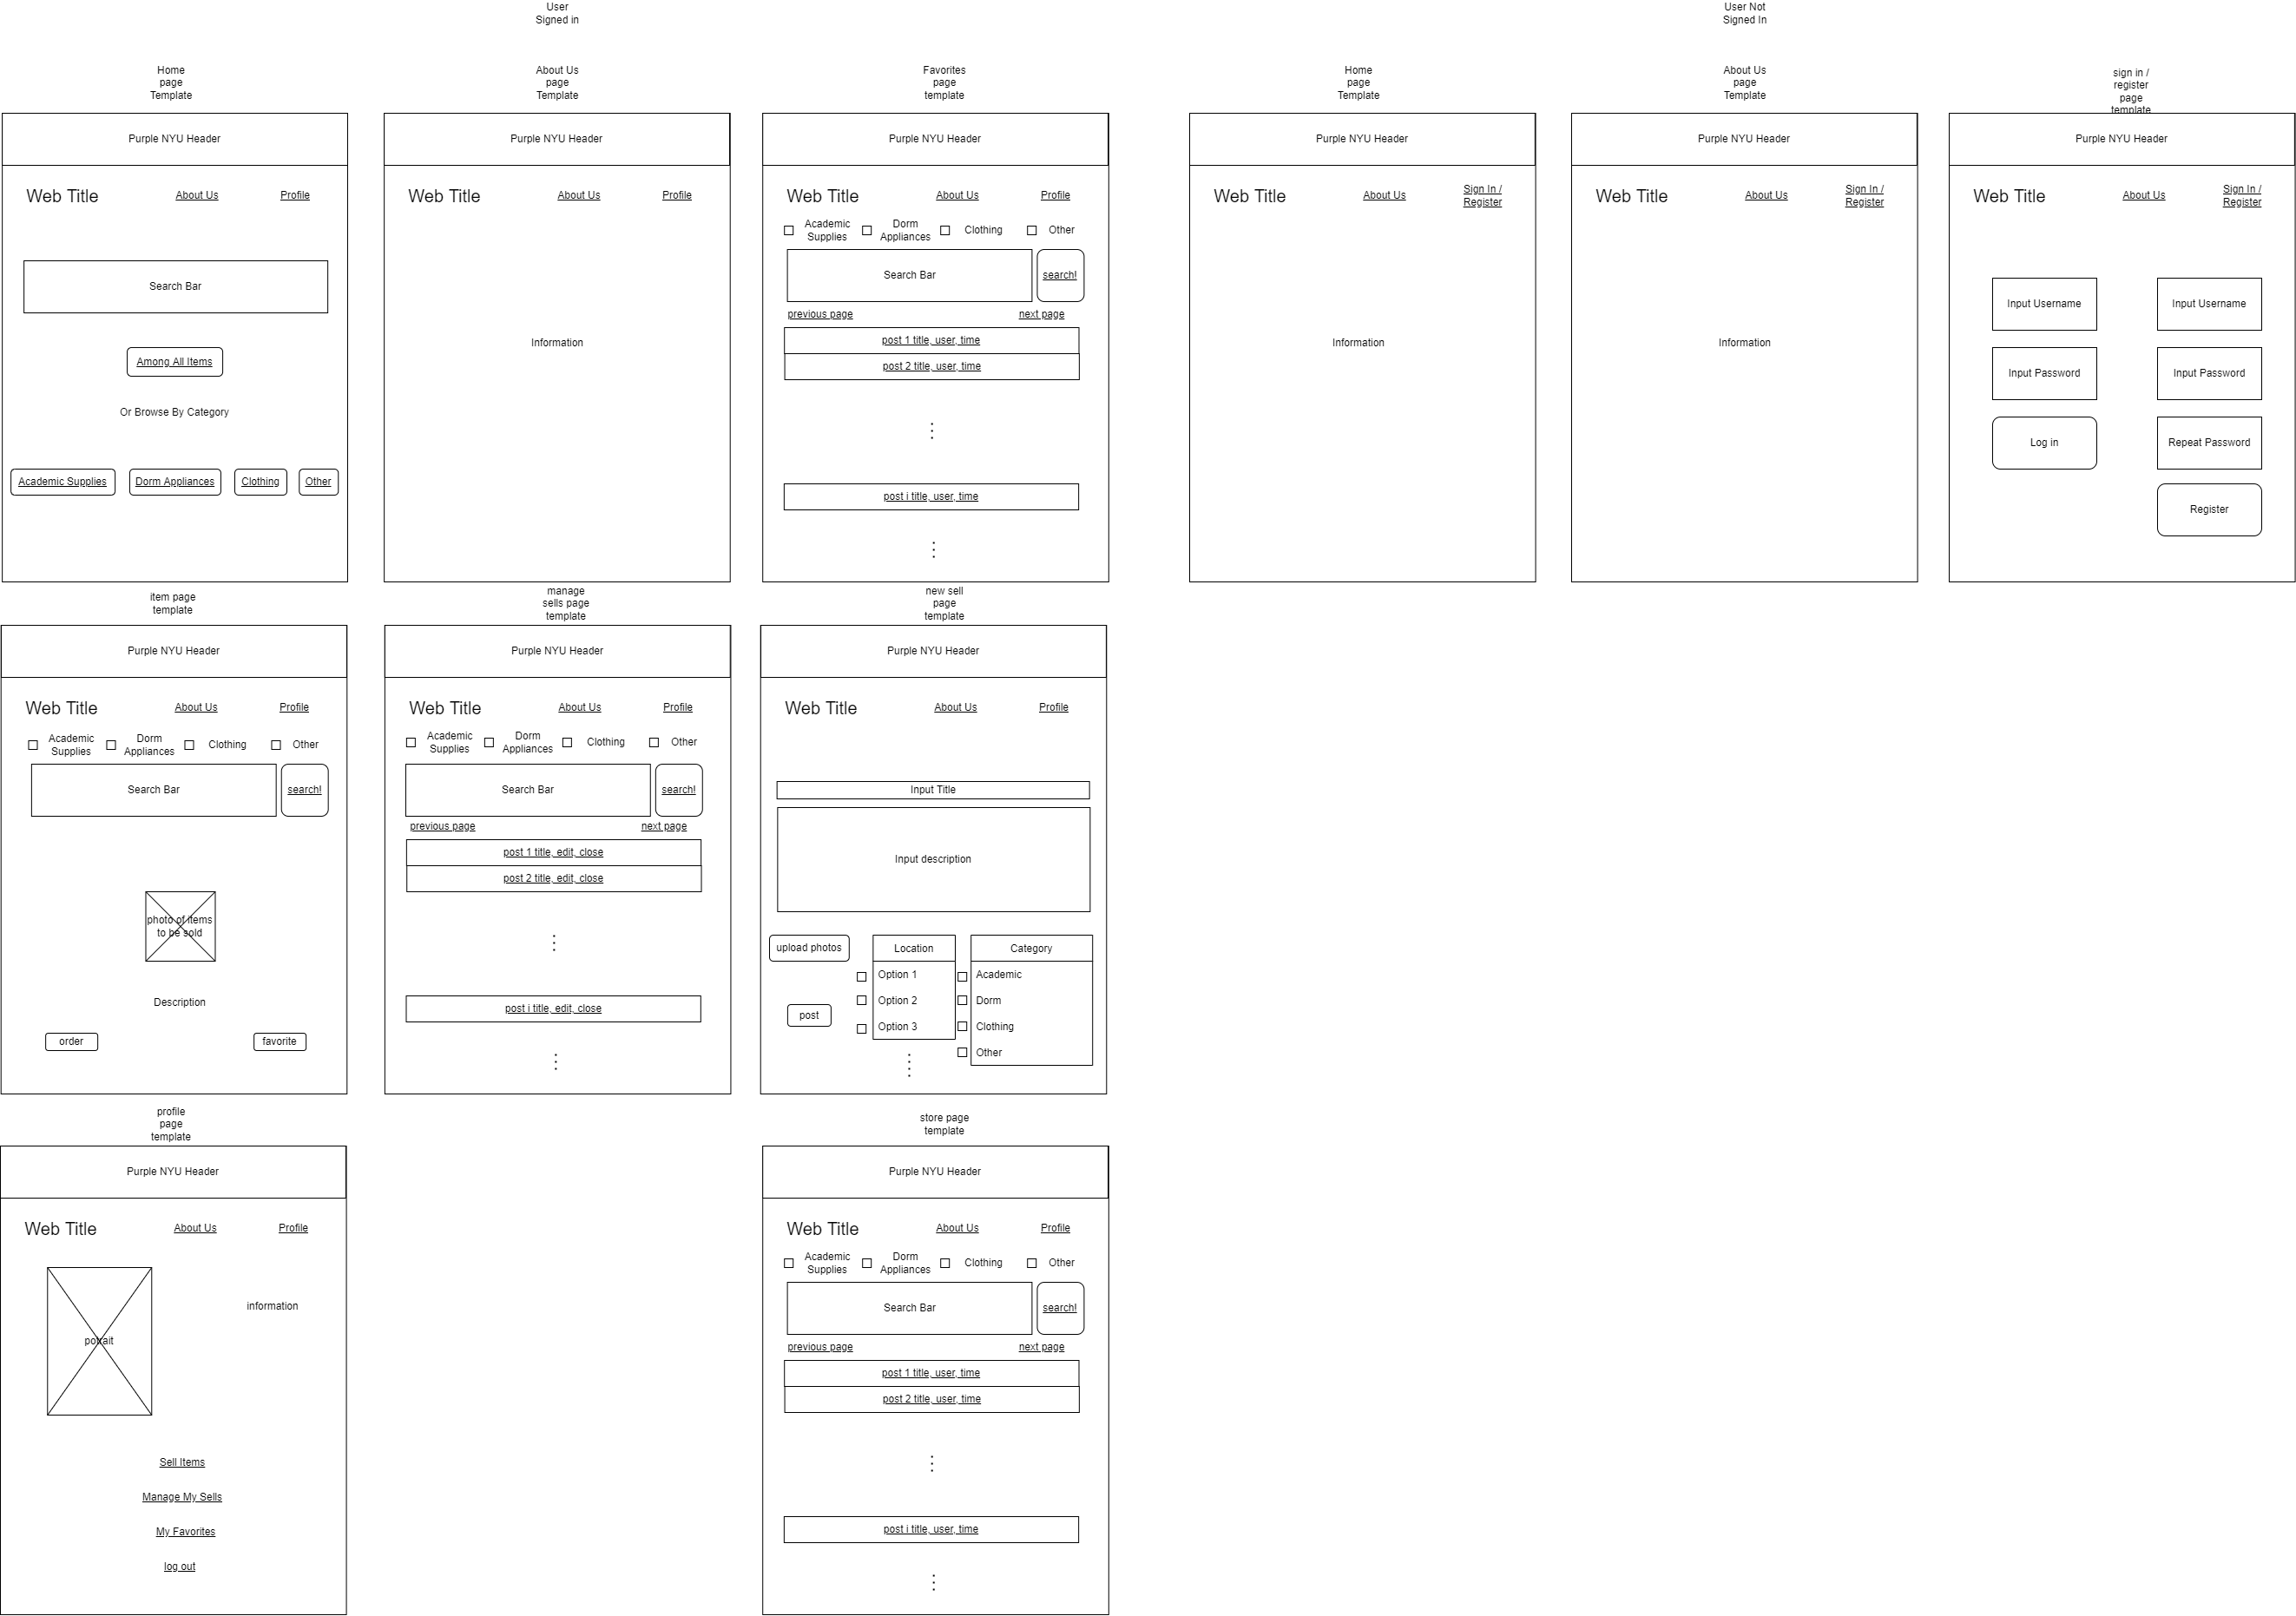 User
Signed in
User Not
Signed In
Home
page
Template
About Us
page
Template
Favorites
page
template
Home
page
Template
About Us
page
Template
sign in /
register
page
template
Purple NYU Header
Web Title
About Us
Profile
Search Bar
Among All Items
Or Browse By Category
Academic Supplies
Dorm Appliances
Clothing
Other
Purple NYU Header
Web Title
About Us
Profile
Information
Purple NYU Header
Web Title
About Us
Profile
Academic
Supplies
Dorm
Appliances
Clothing
Other
Search Bar
search!
previous page
next page
post 1 title, user, time
post 2 title, user, time
post i title, user, time
Purple NYU Header
Web Title
About Us
Sign In /
Register
Information
Purple NYU Header
Web Title
About Us
Sign In /
Register
Information
Purple NYU Header
Web Title
About Us
Sign In /
Register
Input Username
Input Password
Log in
Input Username
Input Password
Repeat Password
Register
item page
template
Purple NYU Header
Web Title
About Us
Profile
Academic
Supplies
Dorm
Appliances
Clothing
Other
Search Bar
search!
photo of items
to be sold
Description
order
favorite
manage
sells page
template
Purple NYU Header
Web Title
About Us
Profile
Academic
Supplies
Dorm
Appliances
Clothing
Other
Search Bar
search!
previous page
next page
post 1 title, edit, close
post 2 title, edit, close
post i title, edit, close
new sell
page
template
Purple NYU Header
Web Title
About Us
Profile
Input Title
Input description
upload photos
post
Location
Option 1
Option 2
Option 3
Category
Academic
Dorm
Clothing
Other
profile
page
template
Purple NYU Header
Web Title
About Us
Profile
potrait
information
Sell Items
Manage My Sells
My Favorites
log out
store page
template
Purple NYU Header
Web Title
About Us
Profile
Academic
Supplies
Dorm
Appliances
Clothing
Other
Search Bar
search!
previous page
next page
post 1 title, user, time
post 2 title, user, time
post i title, user, time